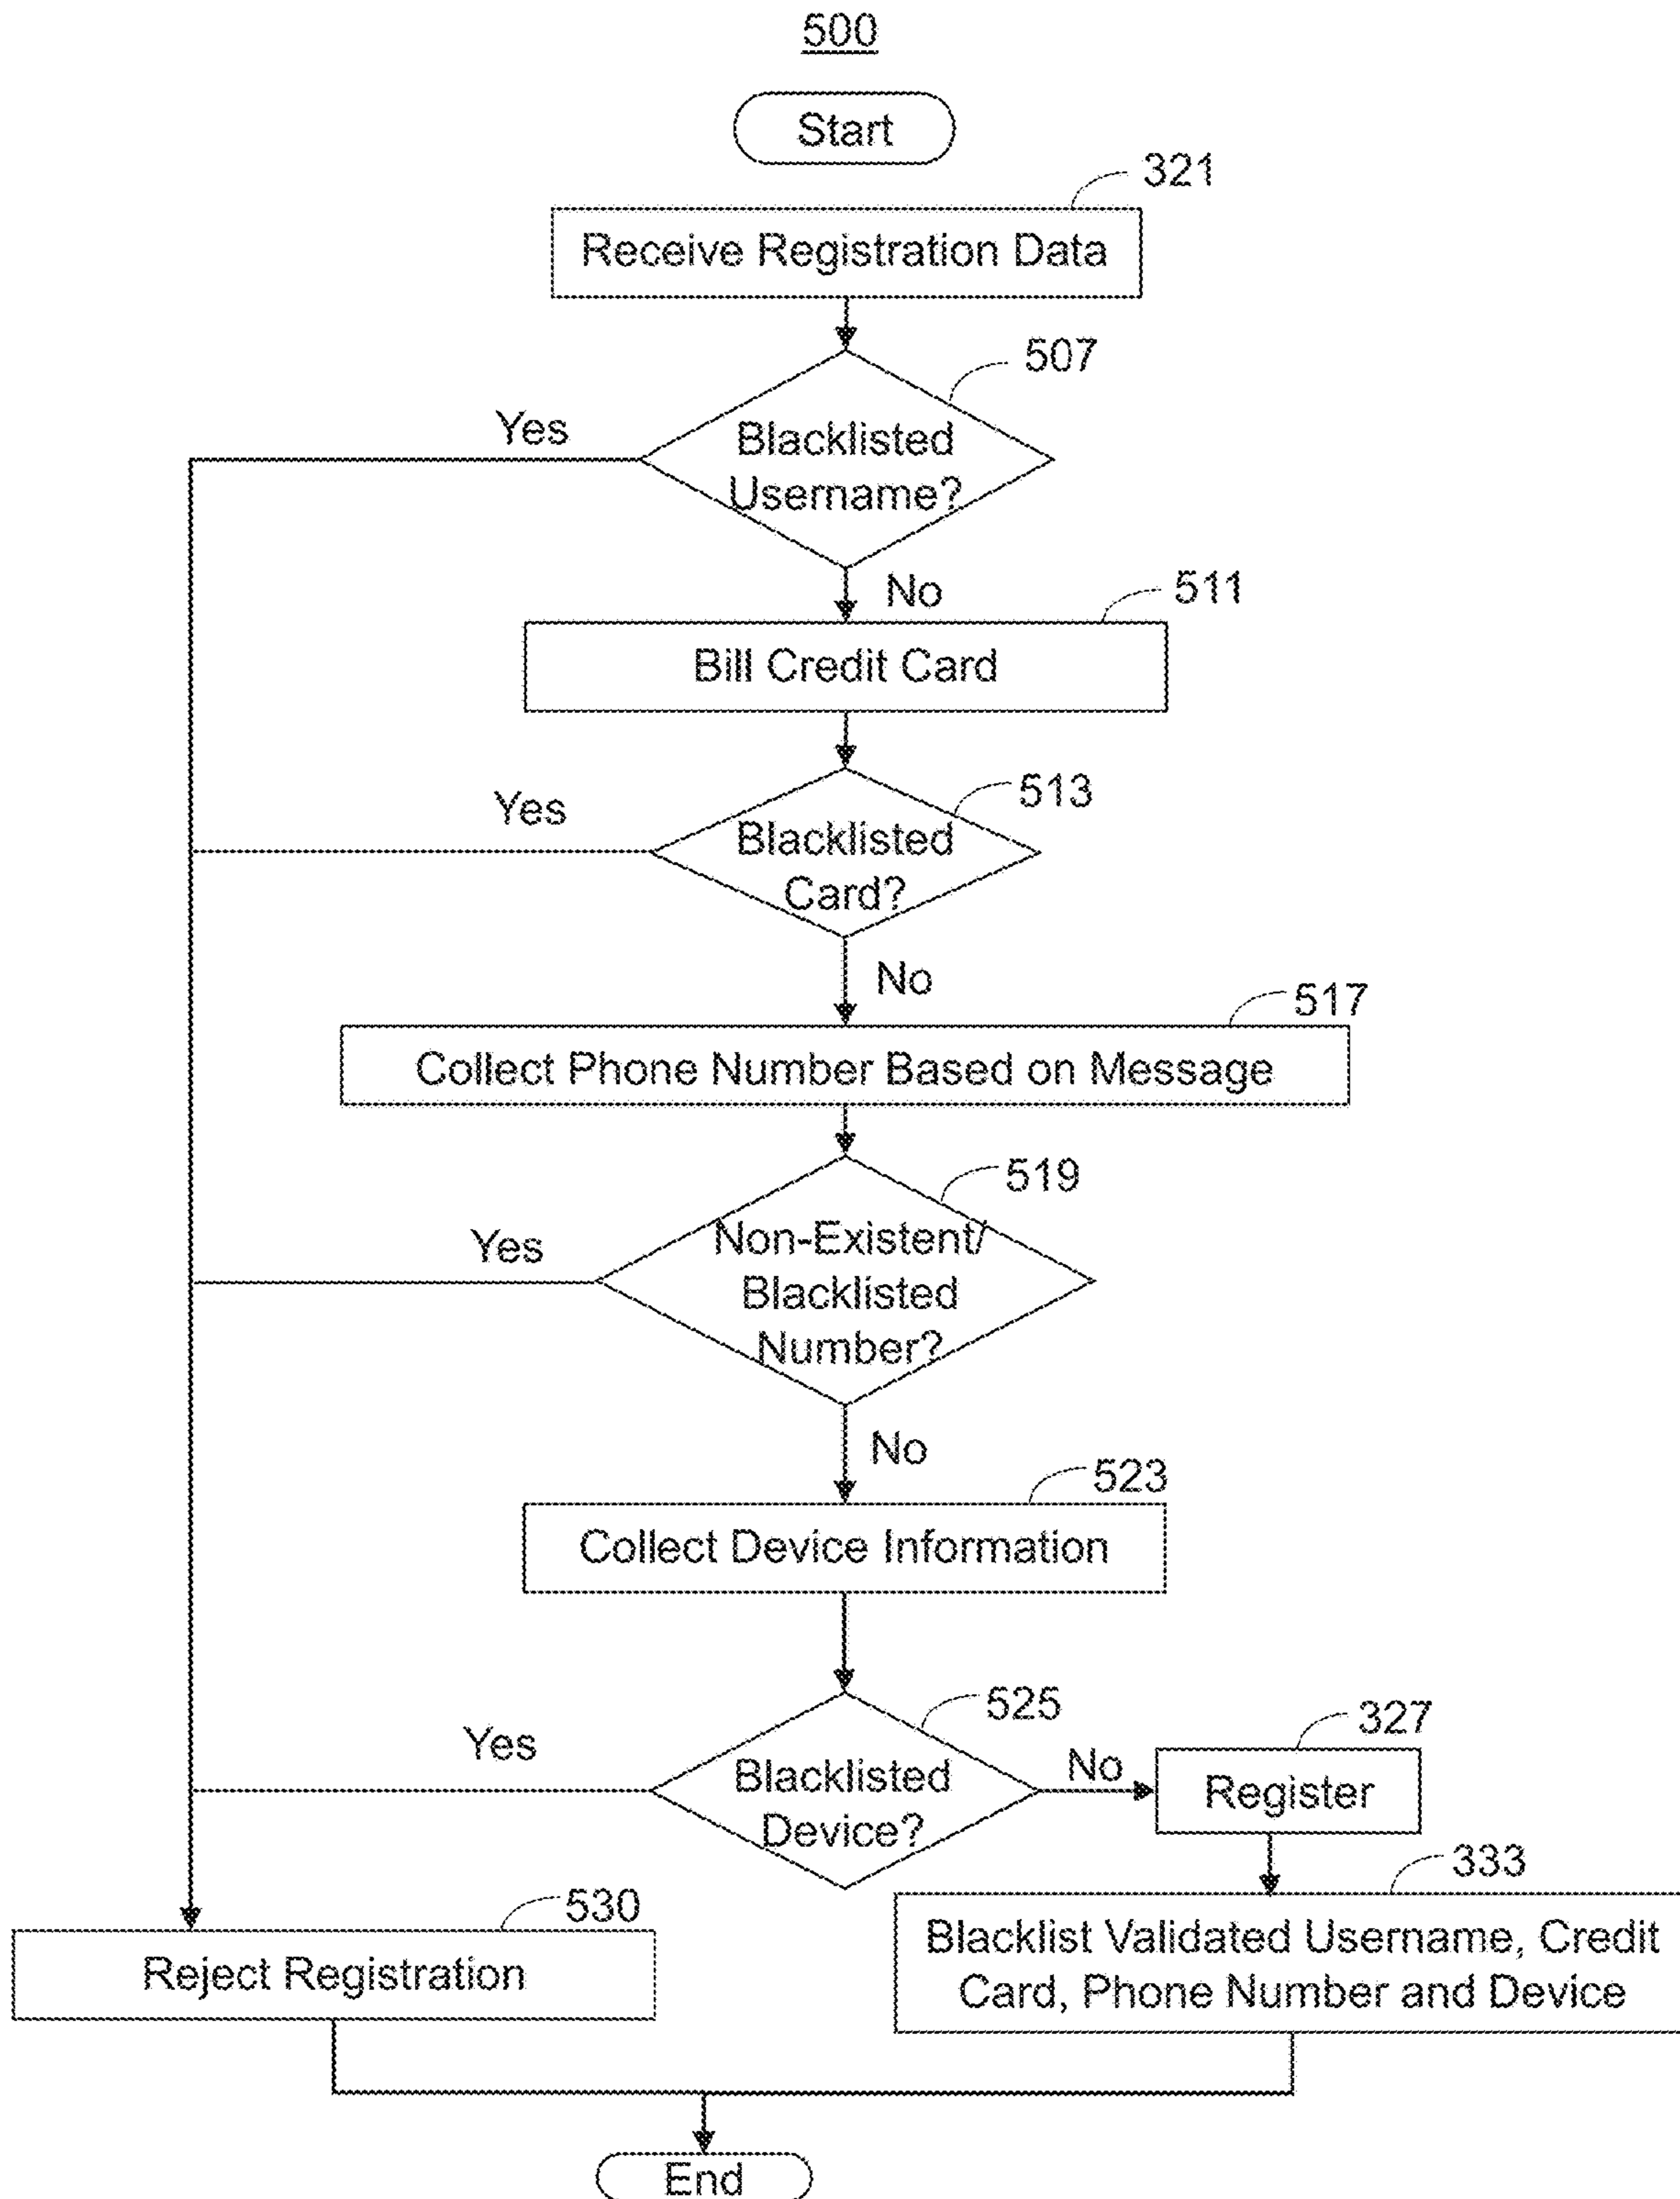 500
Start
321
Receive Registration Data
507
Yes
Blacklisted
Username?
No
511
Bill Credit Card
513
Yes
Blacklisted
Card?
No
517
Collect Phone Number Based on Message
519
Yes
Non-Existent/
Blacklisted
Number?
No
523
Collect Device Information
525
Yes
Blacklisted
Device?
No
327
Register
333
530
Reject Registration
Blacklist Validated Username, Credit
Card, Phone Number and Device
End